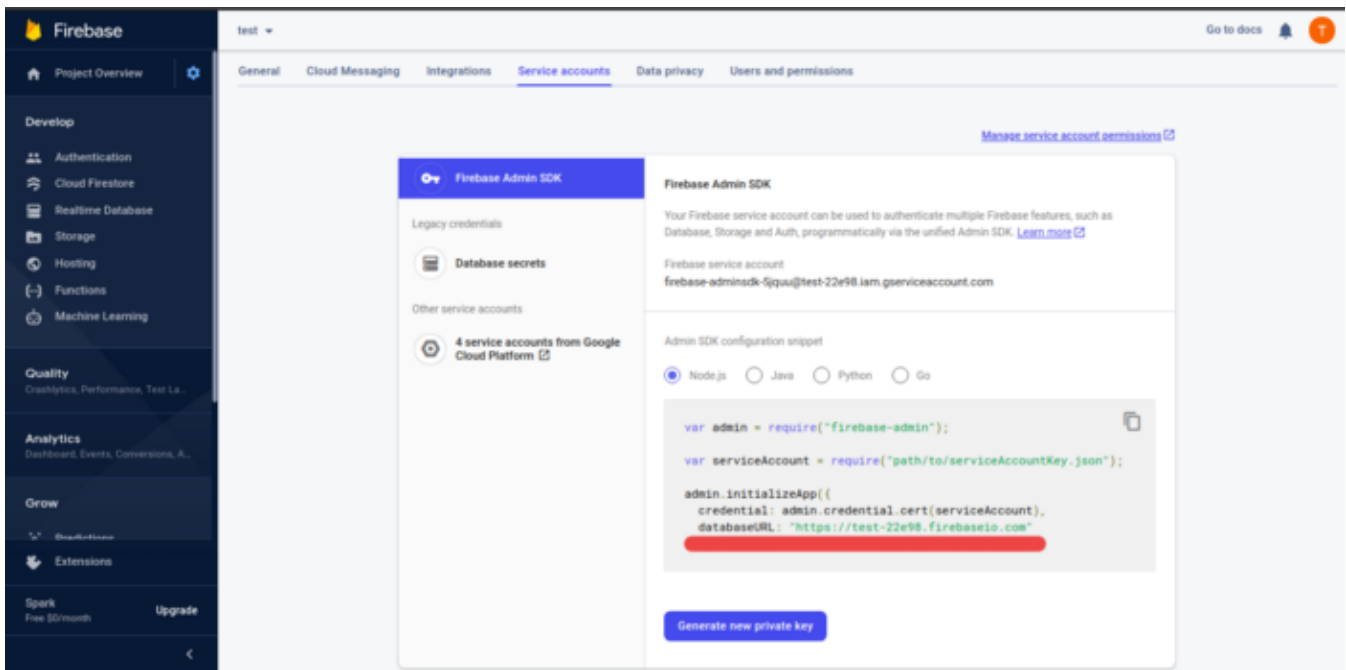 Firebase
test
Go to docs
T
Project Overview
General Cloud Messaging Integrations Service accounts Data privacy Users and permissions
Develop
Authentication
Cloud Firestore
Realtime Database
Storage
Hosting
Functions
Machine Learning
Quality
Crashlytics, Performance, Test La...
Analytics
Dashboard, Events, Conversions, A...
Grow
Predictions
Extensions
Spark
Free $0/month
Upgrade
Manage service account permissions
Firebase Admin SDK
Legacy credentials
Database secrets
Other service accounts
4 service accounts from Google
Cloud Platform
Firebase Admin SDK
Your Firebase service account can be used to authenticate multiple Firebase features, such as
Database, Storage and Auth, programmatically via the unified Admin SDK. Learn more
Firebase service account
firebase-adminsdk-5jquu@test-22e98.iam.gserviceaccount.com
Admin SDK configuration snippet
Node.js Java Python Go
var admin = require("firebase-admin");
var serviceAccount = require("path/to/serviceAccountKey.json");
admin.initializeApp({
credential: admin.credential.cert(serviceAccount),
databaseURL: "https://test-22e98.firebaseio.com"
Generate new private key